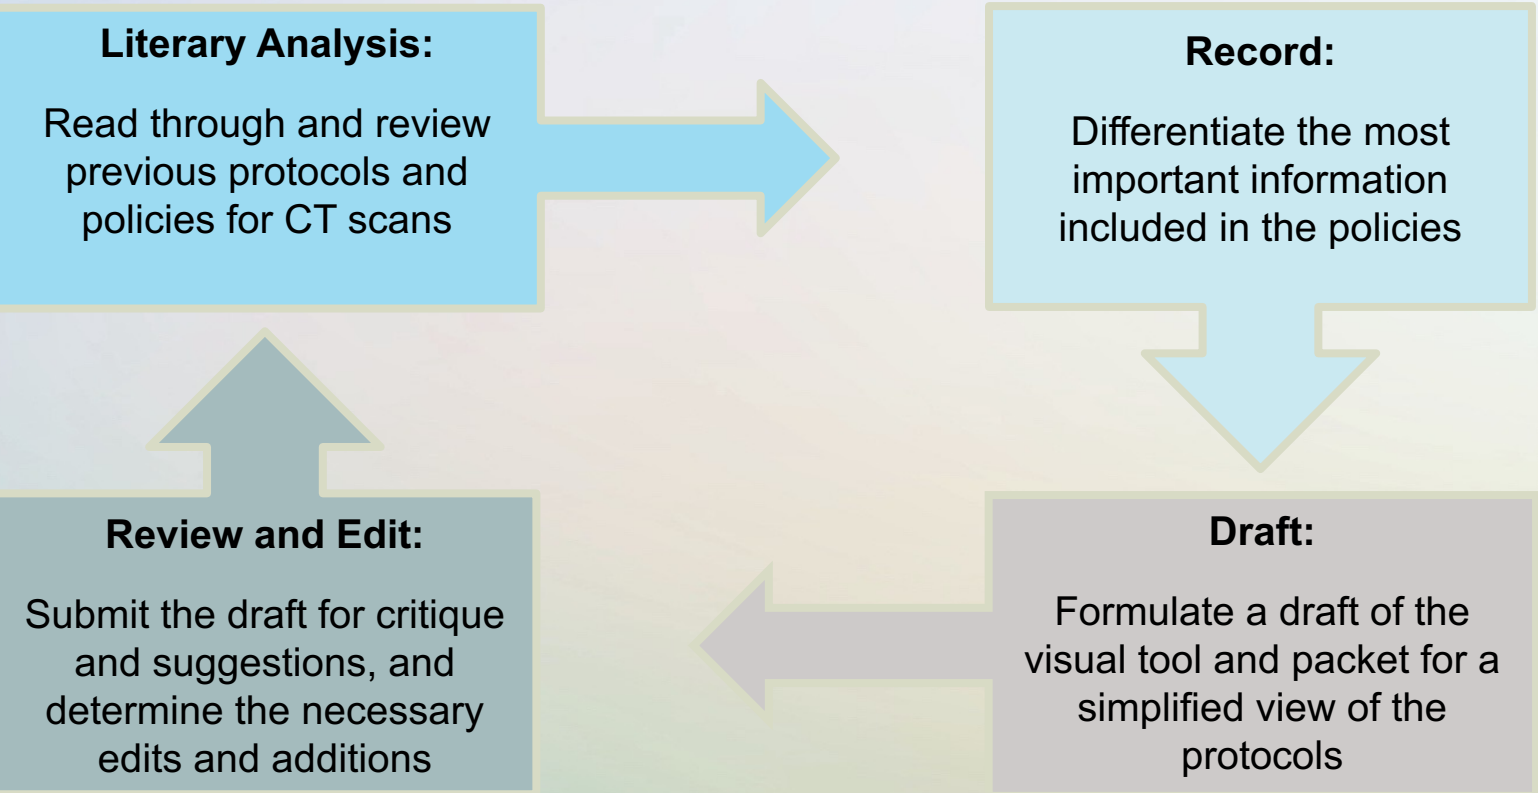 Literary Analysis:
Read through and review
previous protocols and
policies for CT scans
Record:
Differentiate the most
important information
included in the policies
Draft:
Formulate a draft of the
visual tool and packet for a
simplified view of the
protocols
Review and Edit:
Submit the draft for critique
and suggestions, and
determine the necessary
edits and additions